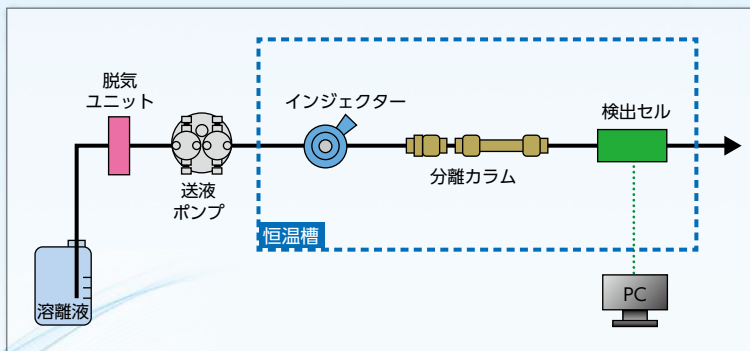 脱気
ユニット
送液
ポンプ
溶離液
インジェクター
分離カラム
検出セル
恒温槽
PC